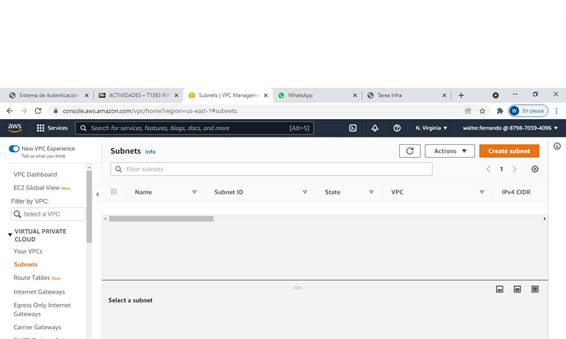 Sistema de Autenticación
ACTIVIDADES – T1383 INF
Subnets | VPC Manageme
WhatsApp
Tarea Infra
console.aws.amazon.com/vpc/home?region=us-east-1#subnets:
W En pausa
aws
Services
Search for services, features, blogs, docs, and more [Alt+S]
N. Virginia
walter.fernando @ 8798-7059-4096
New VPC Experience
Tell us what you think
VPC Dashboard
EC2 Global View New
Filter by VPC:
Select a VPC
VIRTUAL PRIVATE
CLOUD
Your VPCs
Subnets
Route Tables New
Internet Gateways
Egress Only Internet
Gateways
Carrier Gateways
Subnets Info
Actions
Create subnet
Filter subnets
1
Name
Subnet ID
State
VPC
IPv4 CIDR
Select a subnet